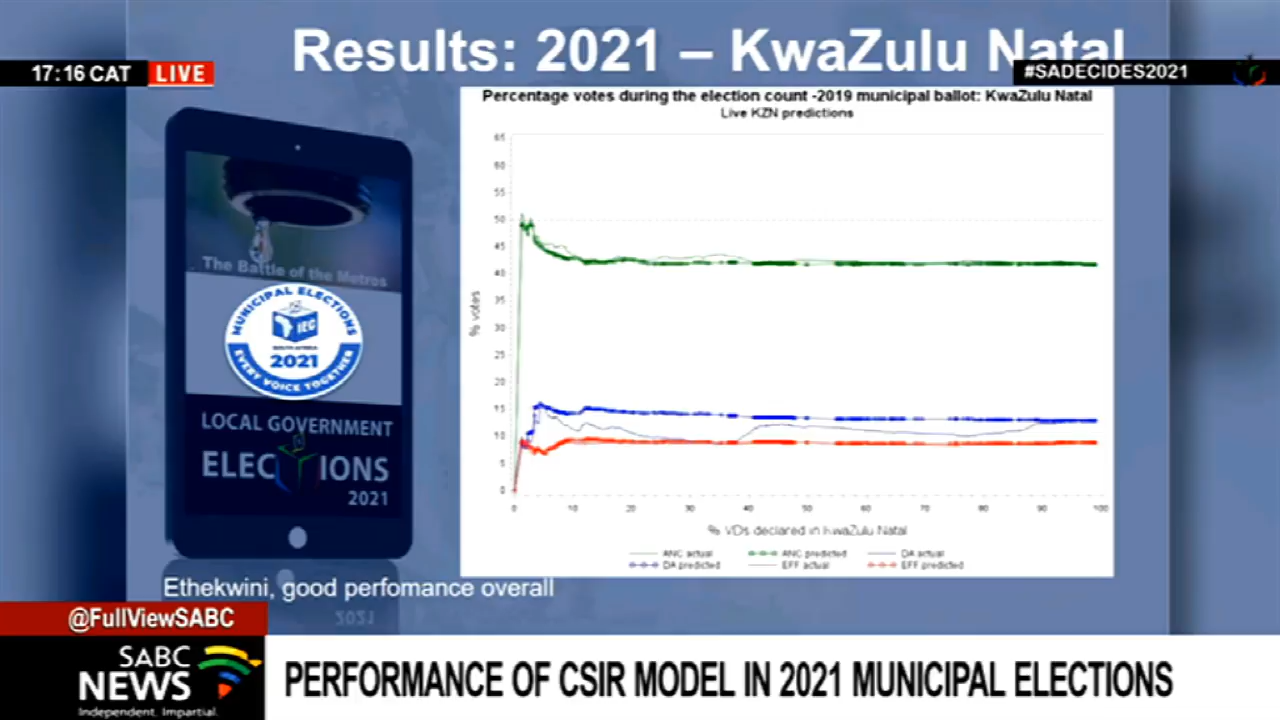 Results: 2021 – KwaZulu Natal
17:16 CAT LIVE
#SADECIDES2021
Percentage votes during the election count -2019 municipal ballot: KwaZulu Natal
Live KZN predictions
65
60
55
50
45
40
35
30
25
20
15
10
5
0
% votes
0 10 20 30 40 50 60 70 80 90 100
% VDs declared in KwaZulu Natal
ANC actual ANC predicted DA actual
DA predicted EFF actual EFF predicted
The Battle of the Metros
MUNICIPAL ELECTIONS
IEC
SOUTH AFRICA
2021
EVERY VOICE TOGETHER
LOCAL GOVERNMENT
ELECTIONS
2021
Ethekwini, good perfomance overall
2021
@FullViewSABC
SABC
NEWS
Independent. Impartial.
PERFORMANCE OF CSIR MODEL IN 2021 MUNICIPAL ELECTIONS